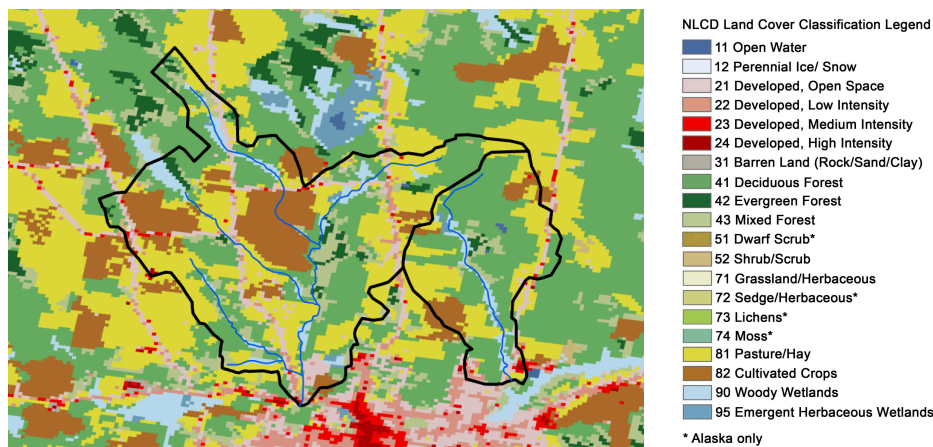 NLCD Land Cover Classification Legend
11 Open Water
12 Perennial Ice/ Snow
21 Developed, Open Space
22 Developed, Low Intensity
23 Developed, Medium Intensity
24 Developed, High Intensity
31 Barren Land (Rock/Sand/Clay)
41 Deciduous Forest
42 Evergreen Forest
43 Mixed Forest
51 Dwarf Scrub*
52 Shrub/Scrub
71 Grassland/Herbaceous
72 Sedge/Herbaceous*
73 Lichens*
74 Moss*
81 Pasture/Hay
82 Cultivated Crops
90 Woody Wetlands
95 Emergent Herbaceous Wetlands
* Alaska only